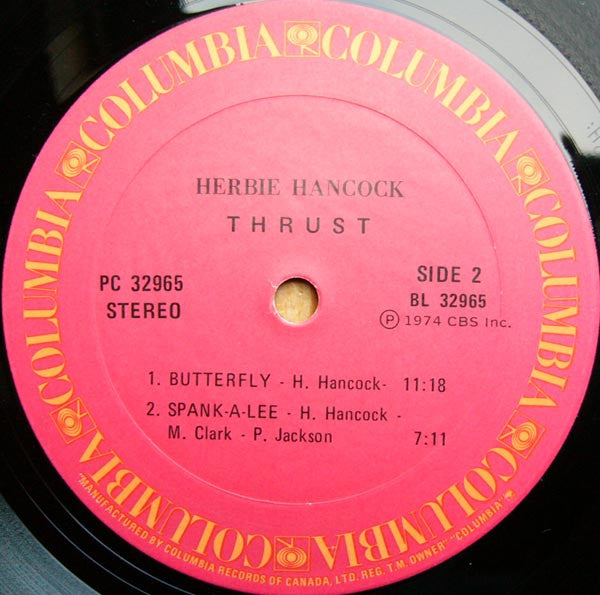 COLUMBIA COLUMBIA COLUMBIA COLUMBIA COLUMBIA COLUMBIA
HERBIE HANCOCK
THRUST
PC 32965
STEREO
SIDE 2
BL 32965
Ⓟ 1974 CBS Inc.
1. BUTTERFLY - H. Hancock- 11:18
2. SPANK-A-LEE - H. Hancock -
M. Clark - P. Jackson 7:11
"MANUFACTURED BY COLUMBIA RECORDS OF CANADA, LTD. REG. T.M. OWNER" "COLUMBIA"